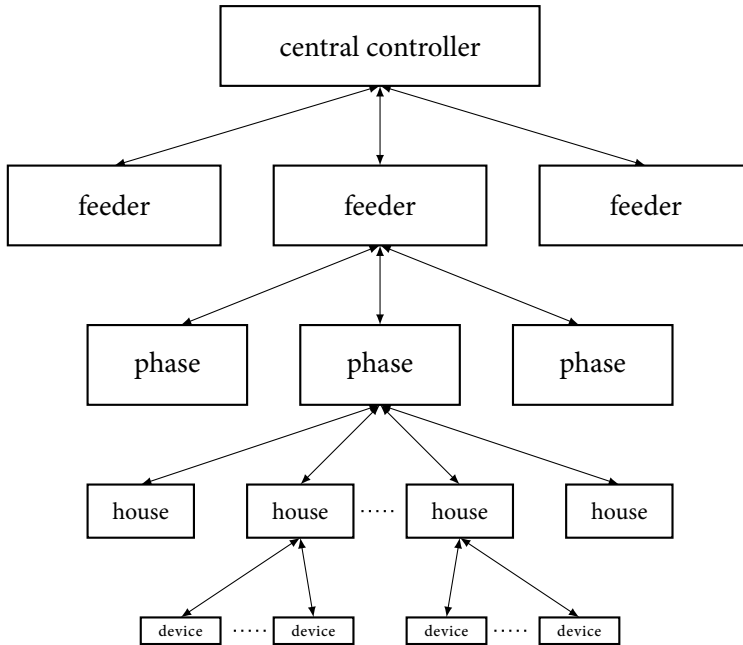 central controller
feeder feeder feeder
phase phase phase
house house ..... house house
device ..... device device ..... device